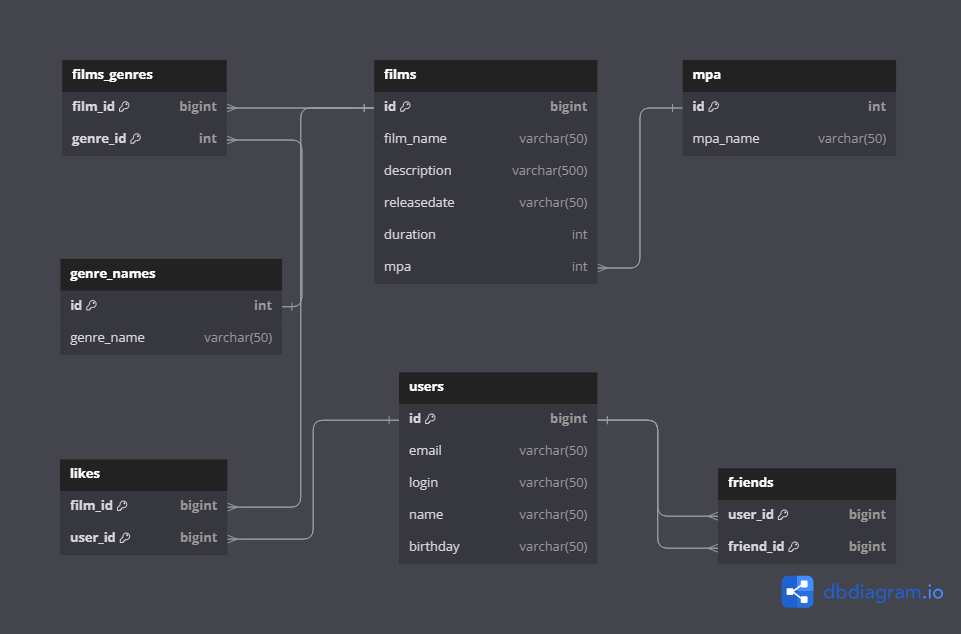 films_genres
film_id bigint
genre_id int
films
id bigint
film_name varchar(50)
description varchar(500)
releasedate varchar(50)
duration int
mpa int
mpa
id int
mpa_name varchar(50)
genre_names
id int
genre_name varchar(50)
users
id bigint
email varchar(50)
login varchar(50)
name varchar(50)
birthday varchar(50)
likes
film_id bigint
user_id bigint
friends
user_id bigint
friend_id bigint
dbdiagram.io